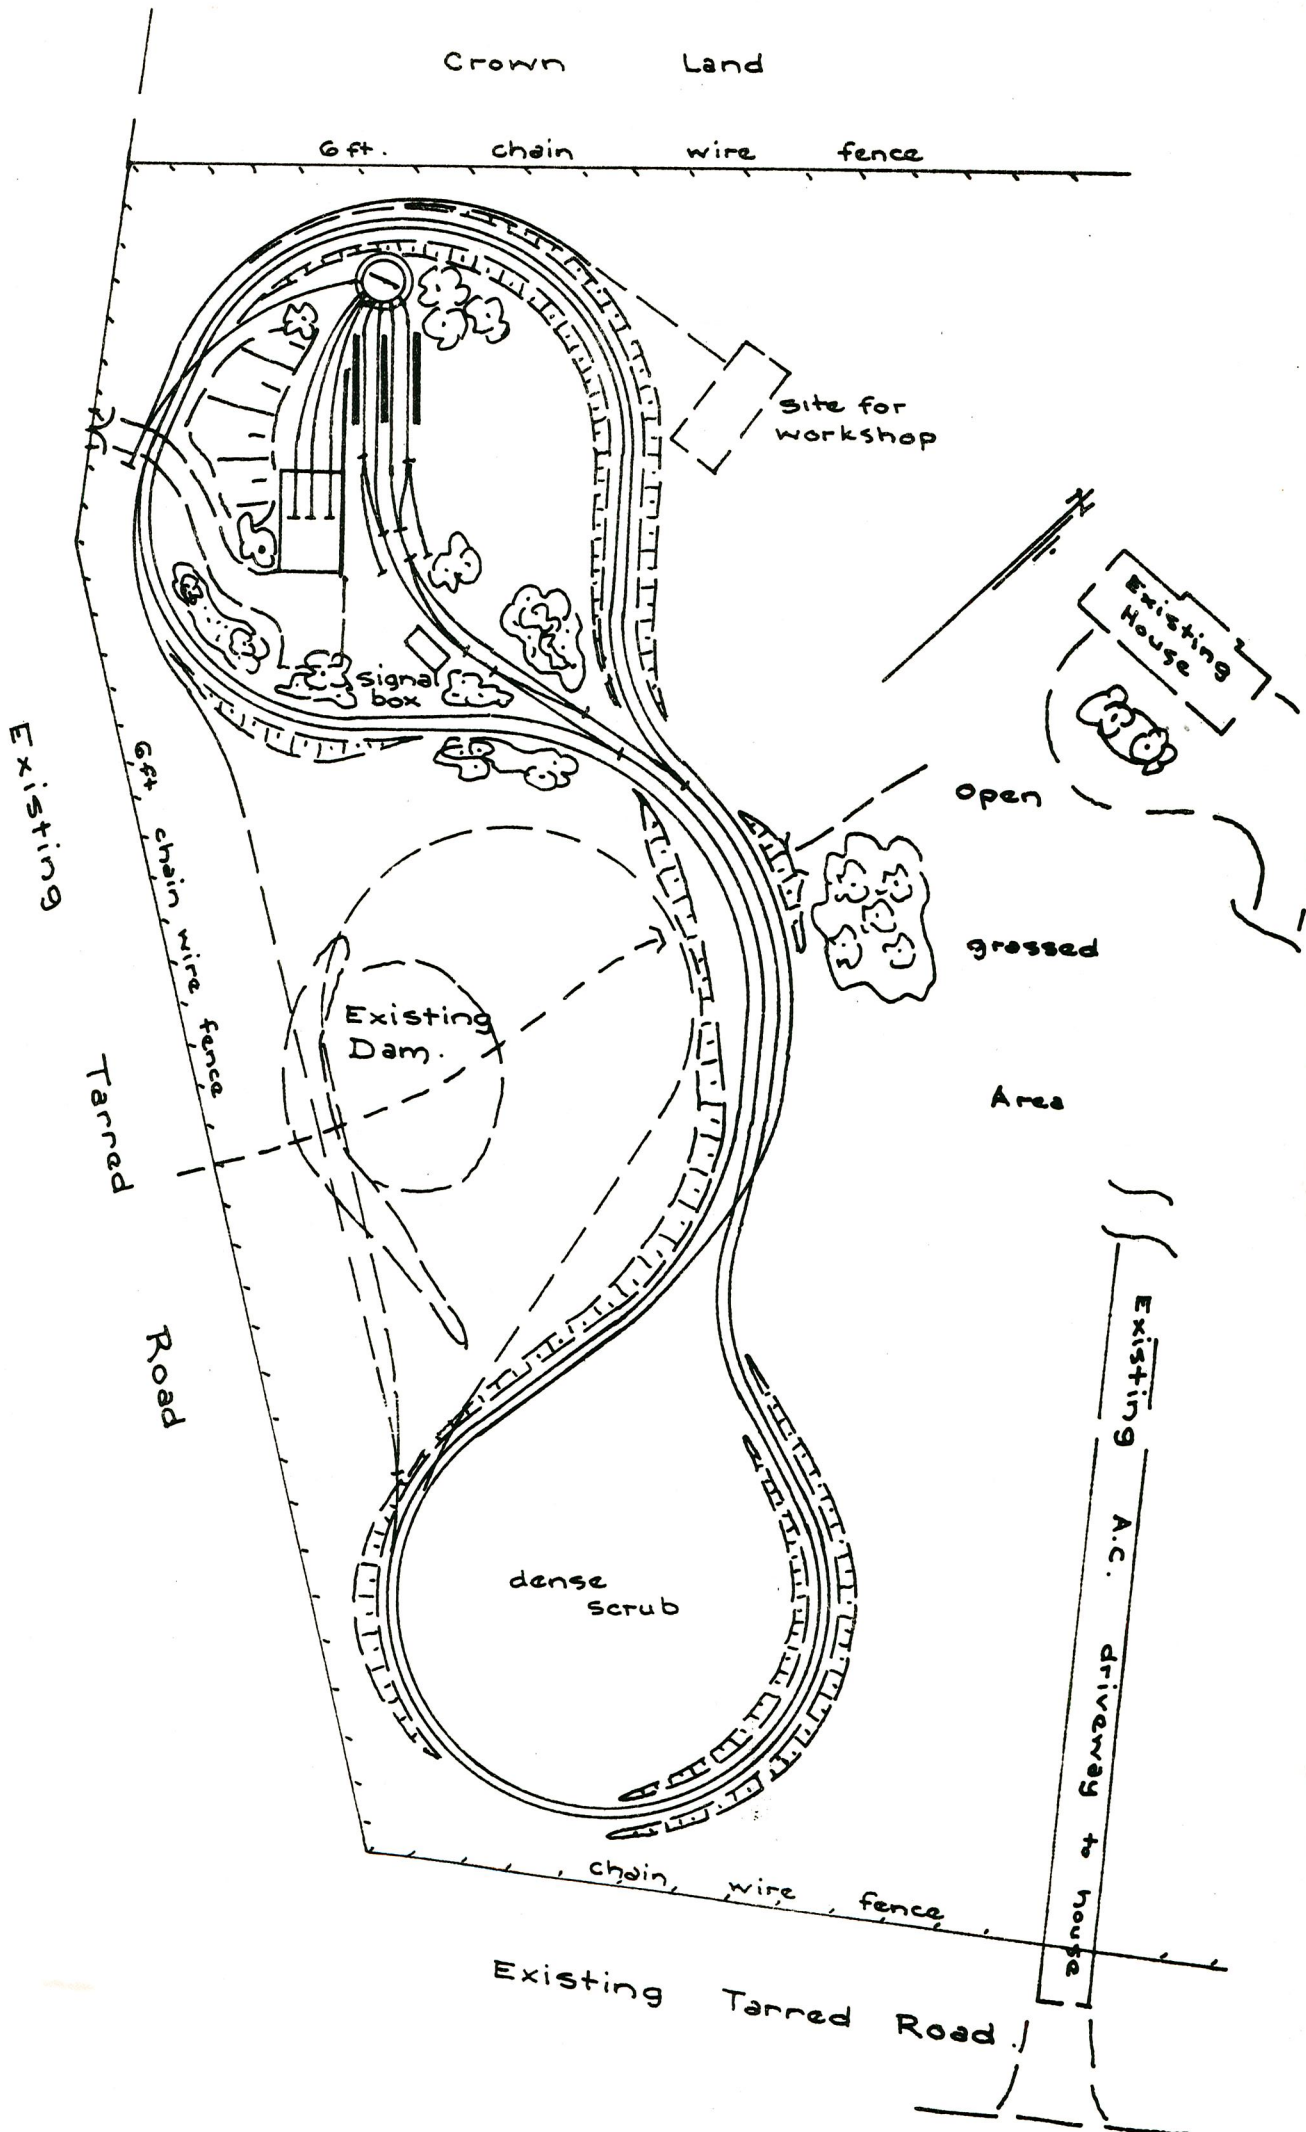 Crown Land
6ft. chain wire fence
site for
workshop
N
Existing
House
signal
box
6ft chain wire fence
Existing Tarred Road
open
grassed
Area
Existing
Dam.
dense
scrub
Existing A.C. driveway to house
chain wire fence
Existing Tarred Road.